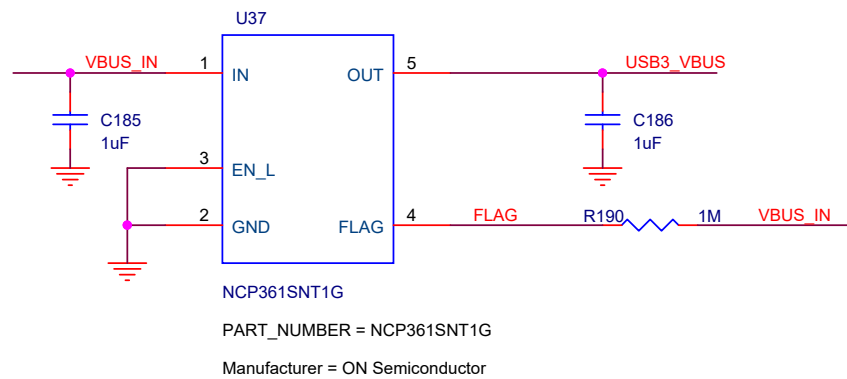 U37
VBUS_IN
1
IN
OUT
5
USB3_VBUS
C185
1uF
C186
1uF
3
EN_L
2
GND
FLAG
4
FLAG
R190
1M
VBUS_IN
NCP361SNT1G
PART_NUMBER = NCP361SNT1G
Manufacturer = ON Semiconductor